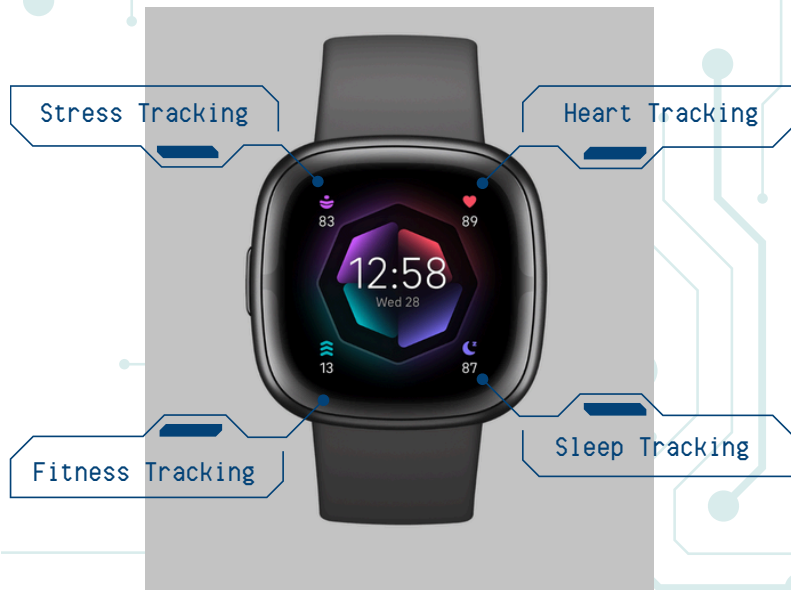 Stress Tracking
Heart Tracking
83
89
12:58
Wed 28
13
87
Sleep Tracking
Fitness Tracking